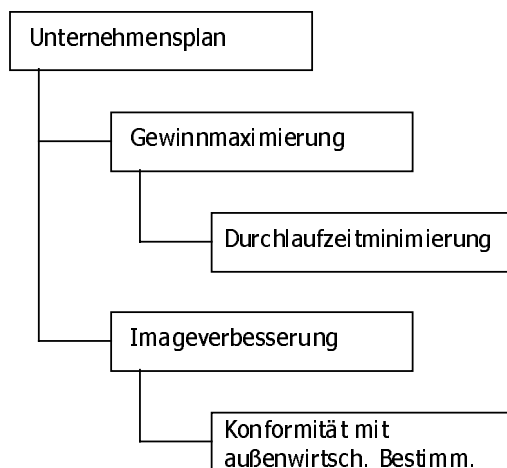 Unternehmensplan
Gewinnmaximierung
Durchlaufzeitminimierung
Imageverbesserung
Konformität mit
außenwirtsch. Bestimm.